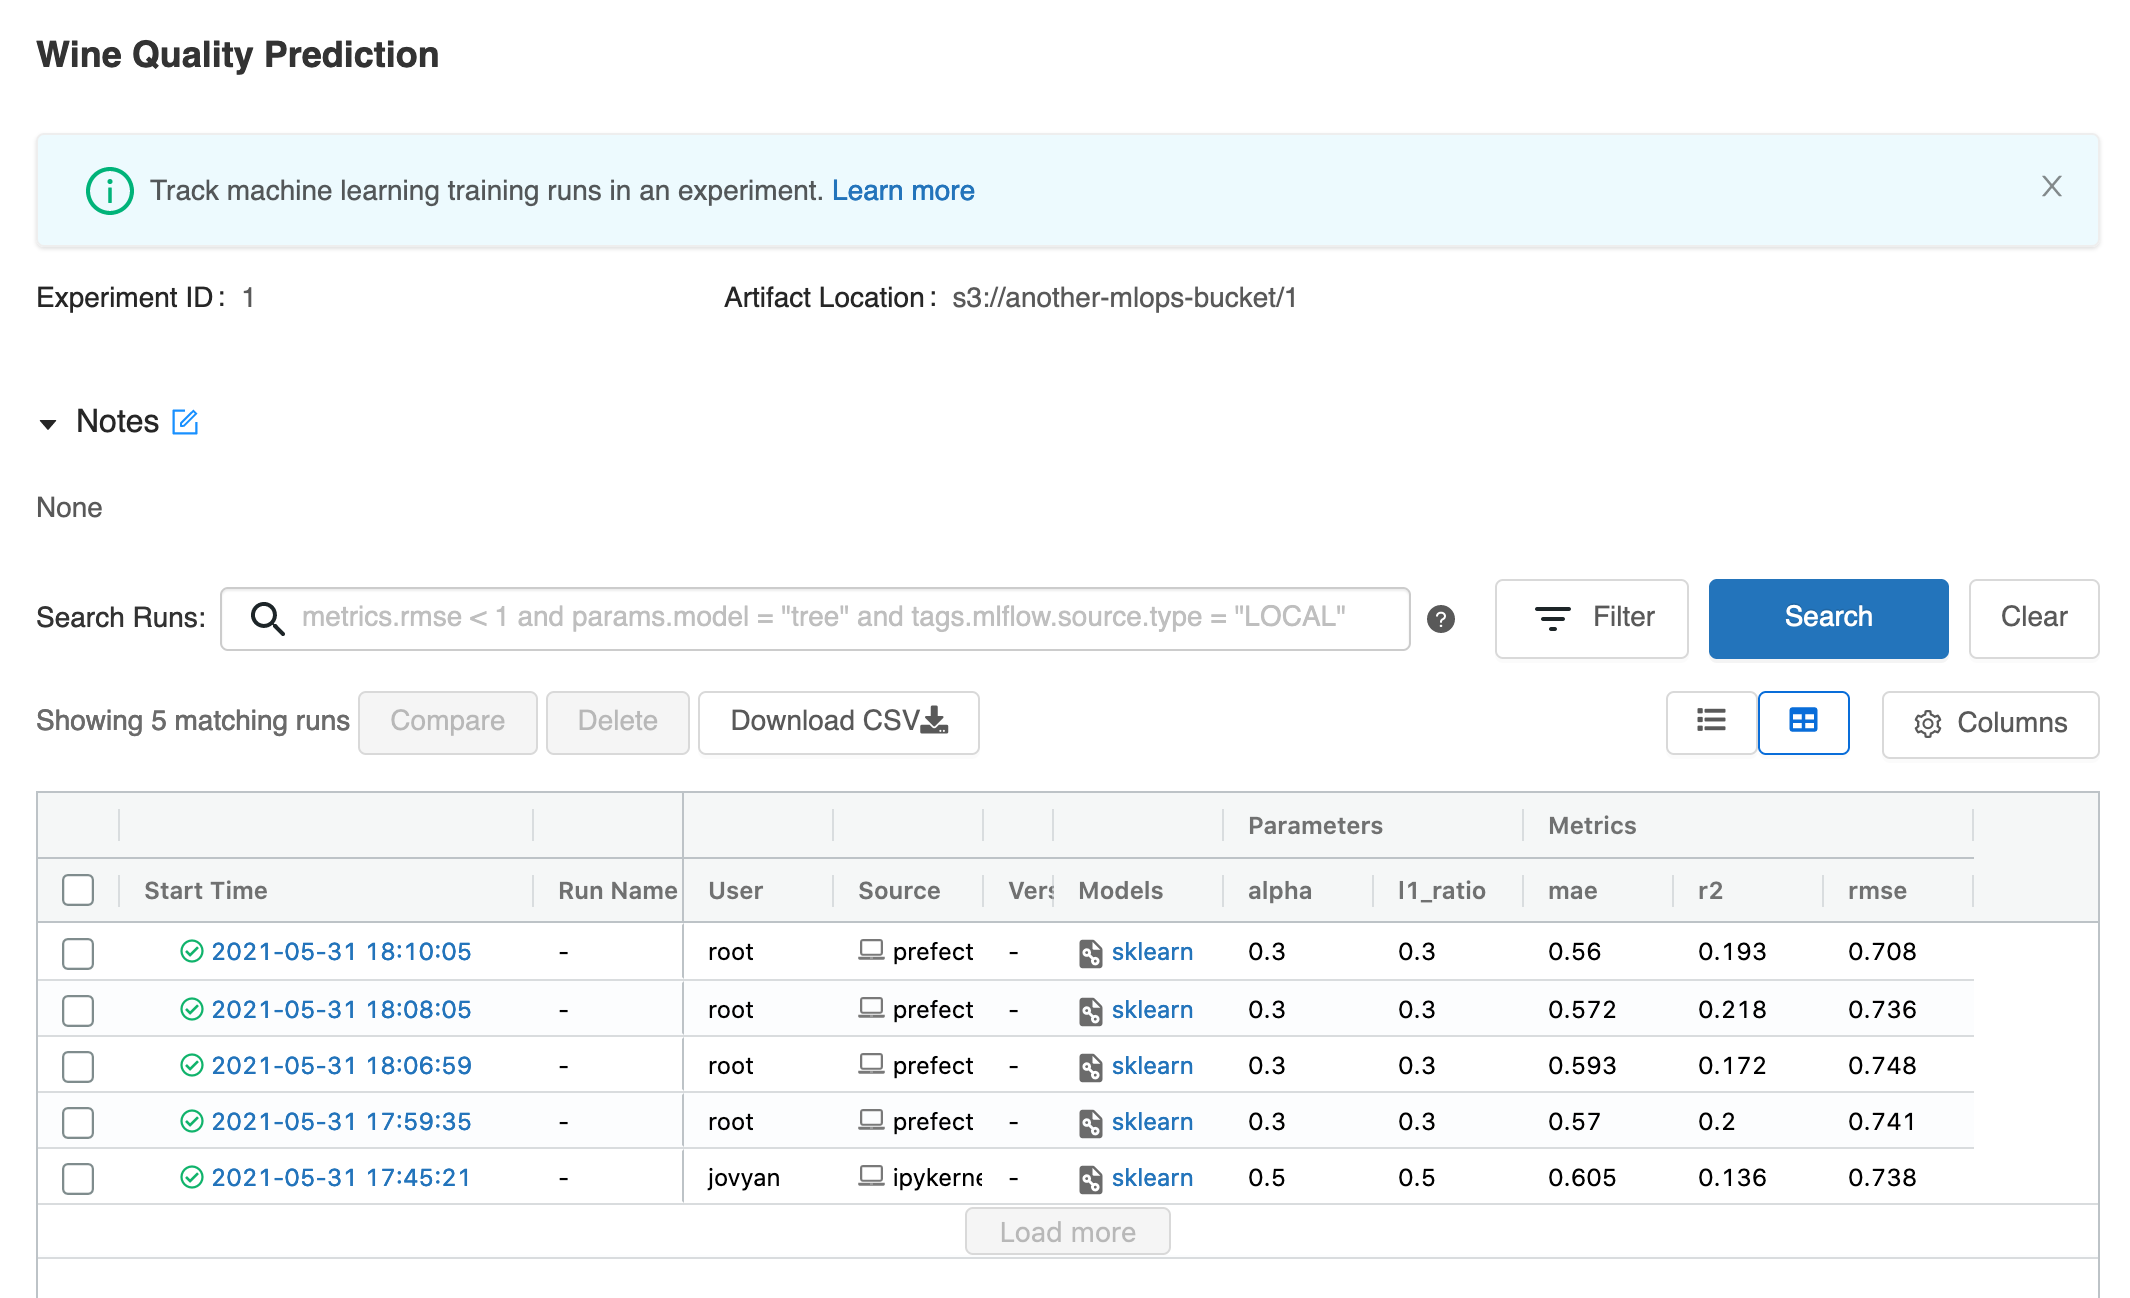 Wine Quality Prediction
Track machine learning training runs in an experiment. Learn more
Experiment ID: 1 Artifact Location: s3://another-mlops-bucket/1
Notes
None
Search Runs: metrics.rmse < 1 and params.model = "tree" and tags.mlflow.source.type = "LOCAL" ? Filter Search Clear
Showing 5 matching runs Compare Delete Download CSV Columns
Parameters Metrics
Start Time Run Name User Source Vers Models alpha l1_ratio mae r2 rmse
2021-05-31 18:10:05 - root prefect - sklearn 0.3 0.3 0.56 0.193 0.708
2021-05-31 18:08:05 - root prefect - sklearn 0.3 0.3 0.572 0.218 0.736
2021-05-31 18:06:59 - root prefect - sklearn 0.3 0.3 0.593 0.172 0.748
2021-05-31 17:59:35 - root prefect - sklearn 0.3 0.3 0.57 0.2 0.741
2021-05-31 17:45:21 - jovyan ipykerne - sklearn 0.5 0.5 0.605 0.136 0.738
Load more